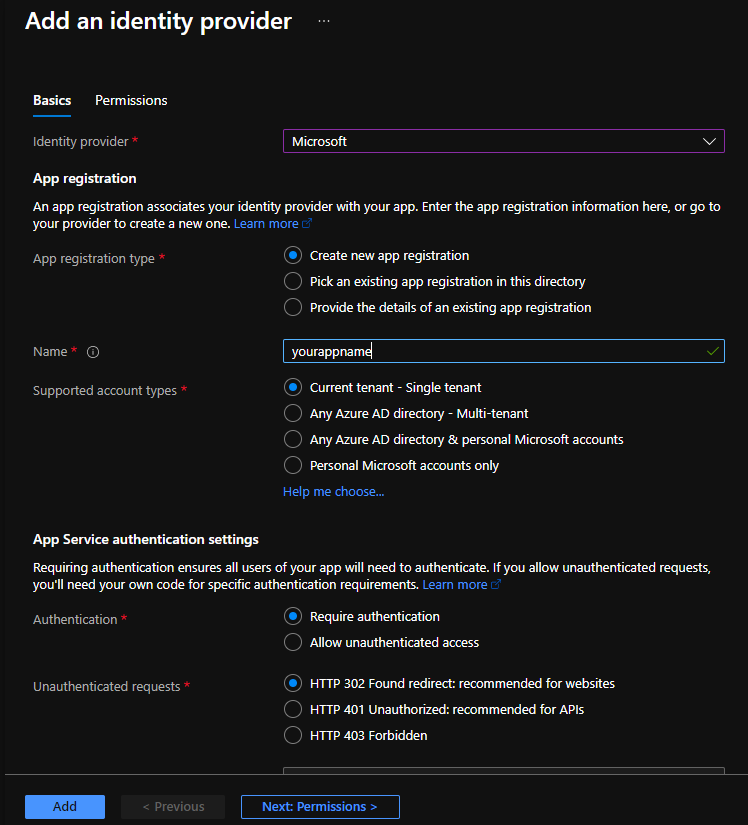 Add an identity provider ...
Basics Permissions
Identity provider * Microsoft
App registration
An app registration associates your identity provider with your app. Enter the app registration information here, or go to
your provider to create a new one. Learn more
App registration type * Create new app registration
Pick an existing app registration in this directory
Provide the details of an existing app registration
Name * yourappname
Supported account types * Current tenant - Single tenant
Any Azure AD directory - Multi-tenant
Any Azure AD directory & personal Microsoft accounts
Personal Microsoft accounts only
Help me choose...
App Service authentication settings
Requiring authentication ensures all users of your app will need to authenticate. If you allow unauthenticated requests,
you'll need your own code for specific authentication requirements. Learn more
Authentication * Require authentication
Allow unauthenticated access
Unauthenticated requests * HTTP 302 Found redirect: recommended for websites
HTTP 401 Unauthorized: recommended for APIs
HTTP 403 Forbidden
Add < Previous Next: Permissions >